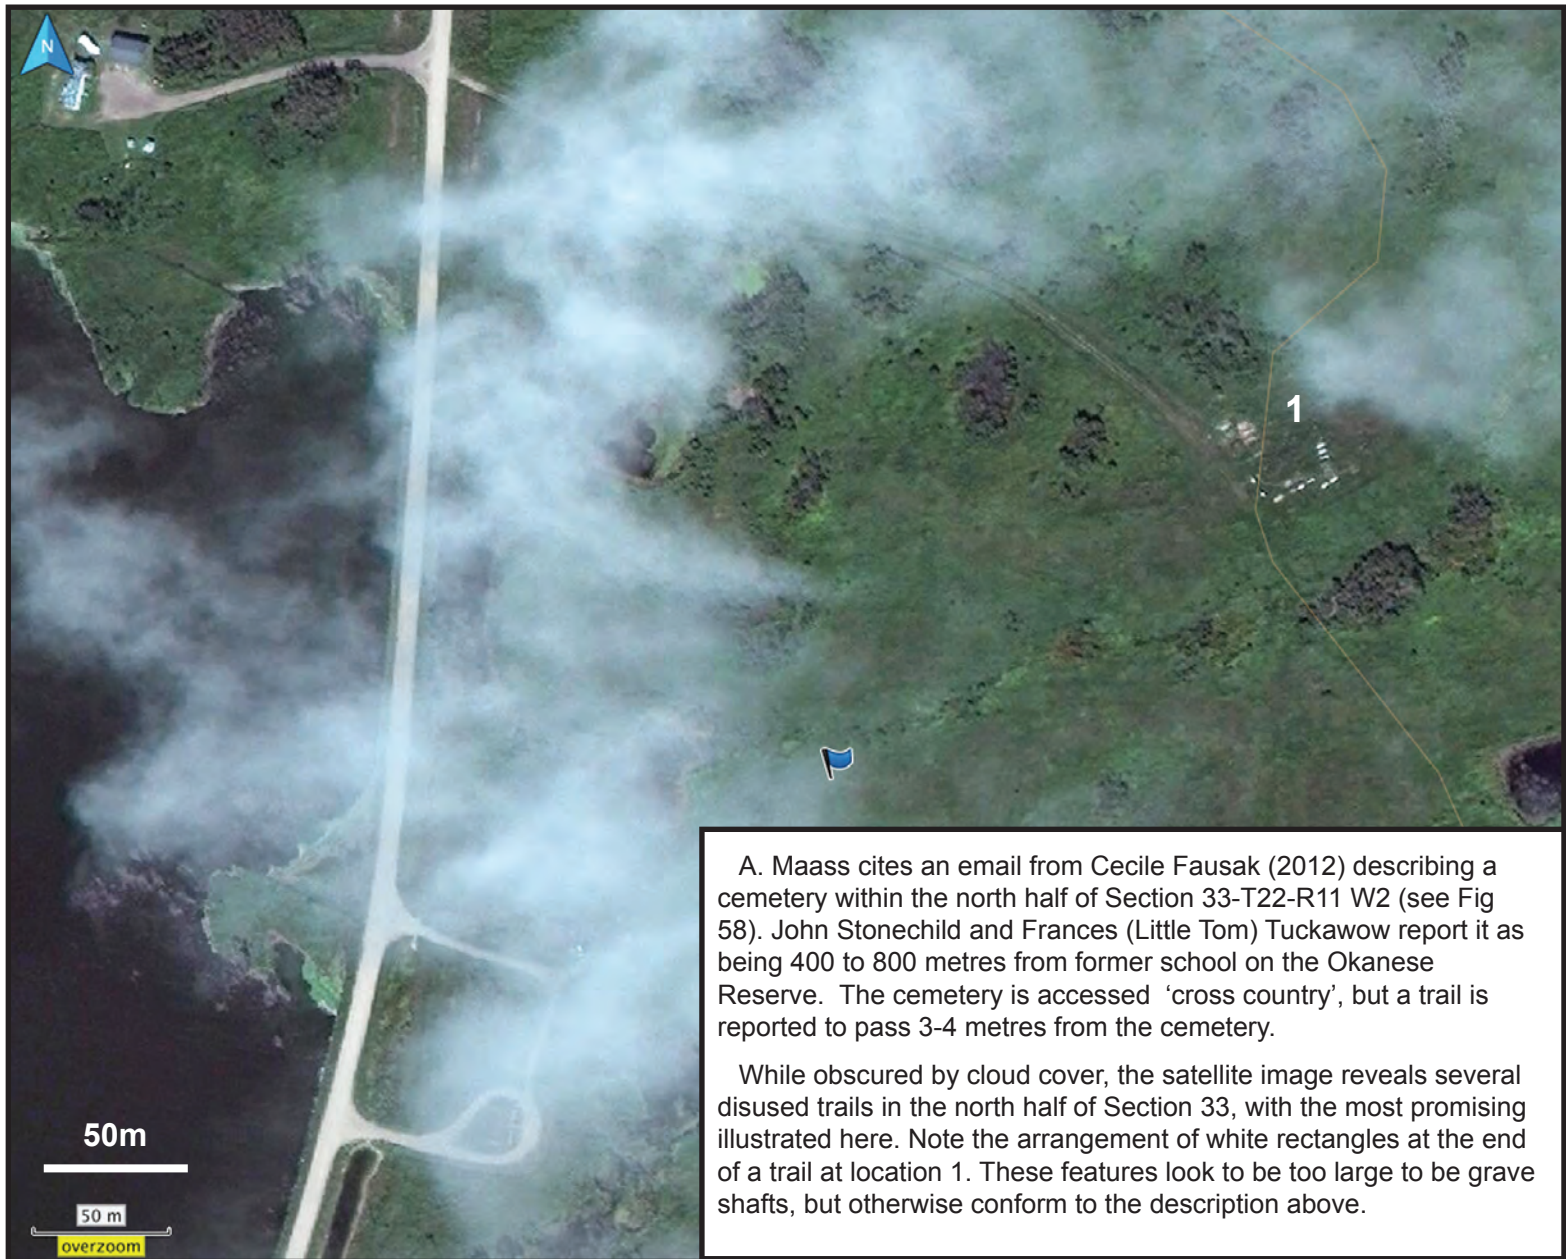 N
1
A. Maass cites an email from Cecile Fausak (2012) describing a
cemetery within the north half of Section 33-T22-R11 W2 (see Fig
58). John Stonechild and Frances (Little Tom) Tuckawow report it as
being 400 to 800 metres from former school on the Okanese
Reserve.  The cemetery is accessed  ‘cross country’, but a trail is
reported to pass 3-4 metres from the cemetery.
While obscured by cloud cover, the satellite image reveals several
disused trails in the north half of Section 33, with the most promising
illustrated here. Note the arrangement of white rectangles at the end
of a trail at location 1. These features look to be too large to be grave
shafts, but otherwise conform to the description above.
50m
50 m
overzoom